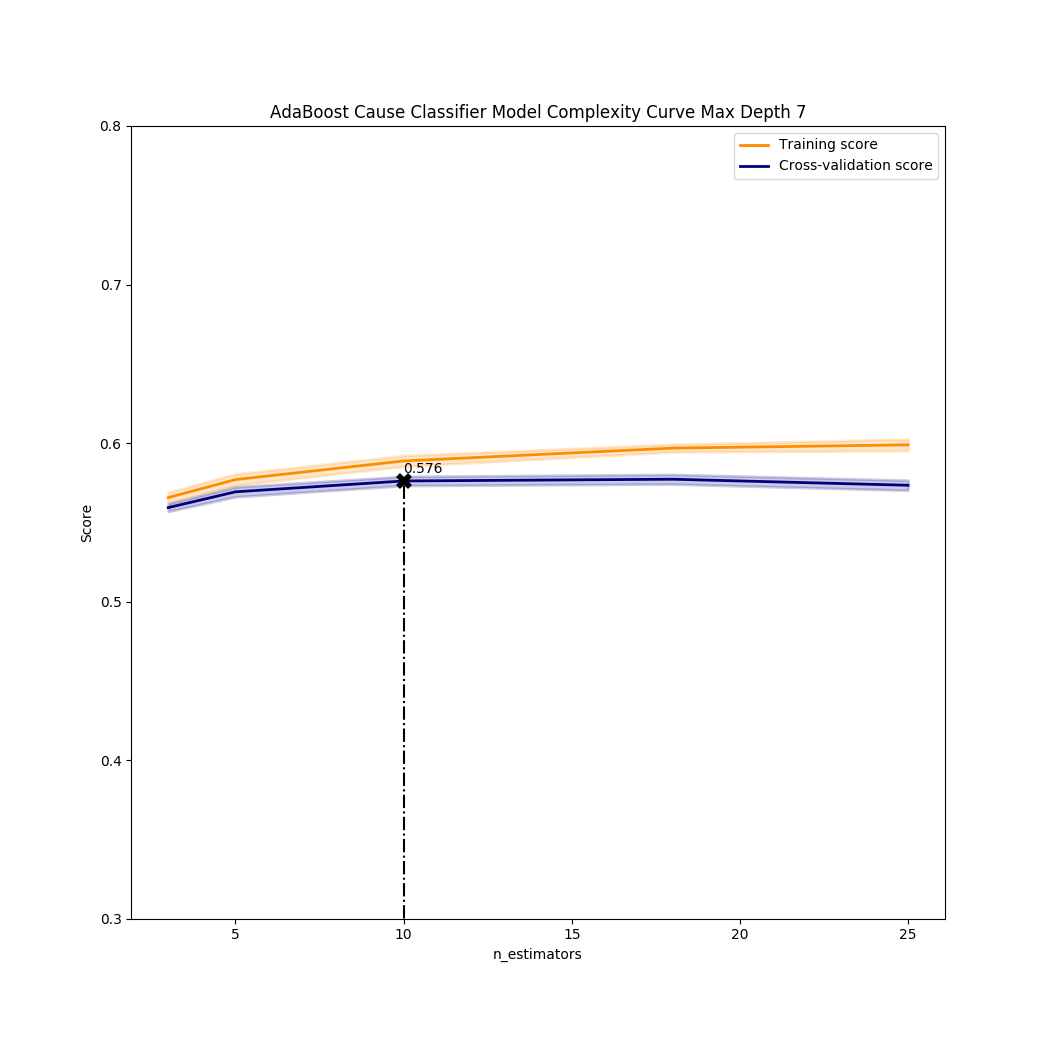 AdaBoost Cause Classifier Model Complexity Curve Max Depth 7
0.8
Training score
Cross-validation score
0.7
0.6
0.576
Score
0.5
0.4
0.3
5 10 15 20 25
n_estimators